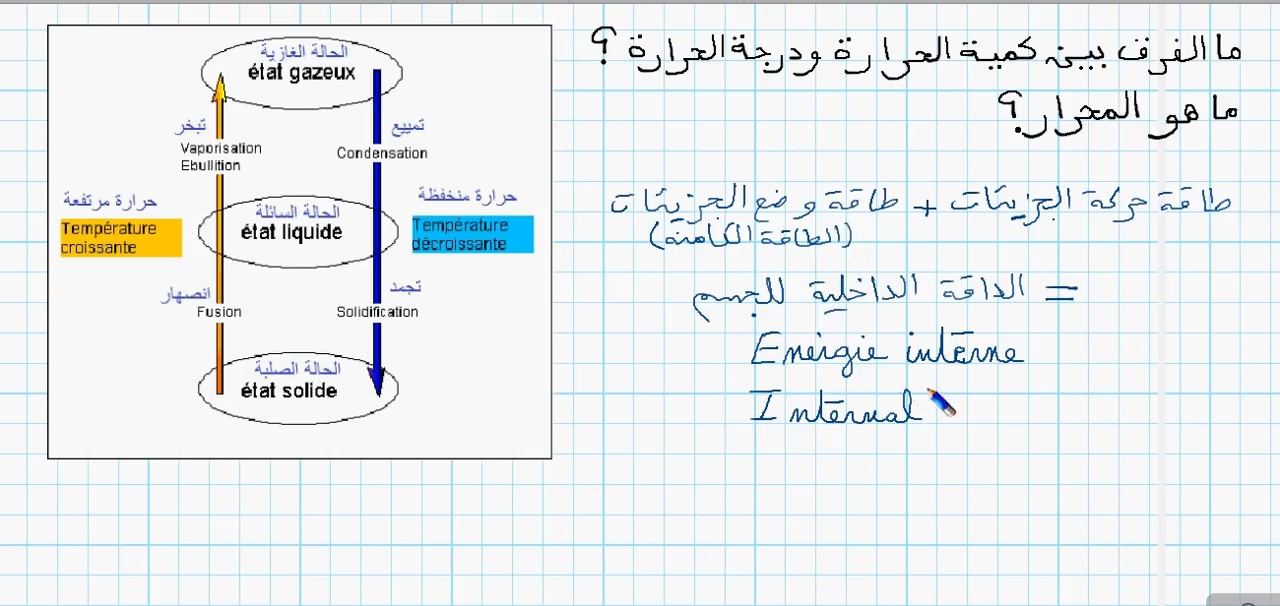 الحالة الغازية
état gazeux
تبخر
Vaporisation
Ebullition
تمييع
Condensation
حرارة مرتفعة
Température
croissante
الحالة السائلة
état liquide
حرارة منخفظة
Température
décroissante
انصهار
Fusion
تجمد
Solidification
الحالة الصلبة
état solide
ما الفرق بين كمية الحرارة ودرجة الحرارة ؟
ما هو المحرار؟
طاقة حركة الجزيئات + طاقة وضع الجزيئات
(الطاقة الكامنة)
= الداقة الداخلية للجسم
Energie interne
Internal